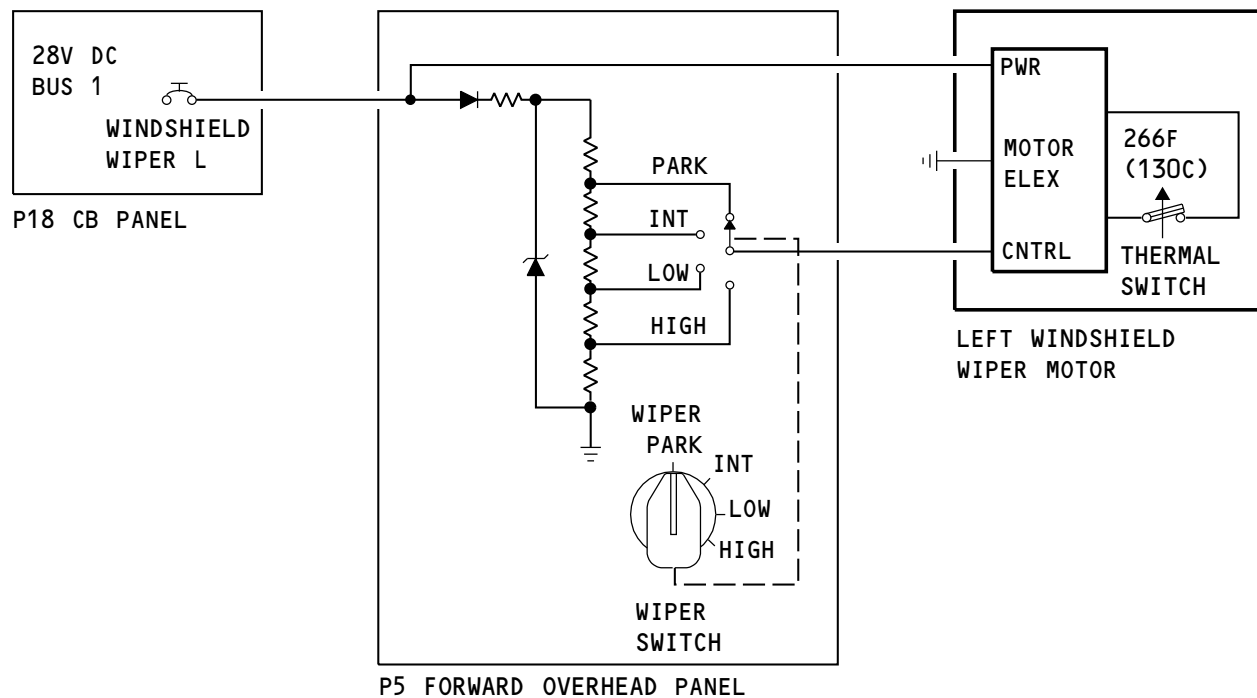 28V DC
BUS 1
WINDSHIELD
WIPER L
P18 CB PANEL
PARK
INT
LOW
HIGH
WIPER
PARK
INT
LOW
HIGH
WIPER
SWITCH
P5 FORWARD OVERHEAD PANEL
PWR
MOTOR
ELEX
CNTRL
266F
(130C)
THERMAL
SWITCH
LEFT WINDSHIELD
WIPER MOTOR